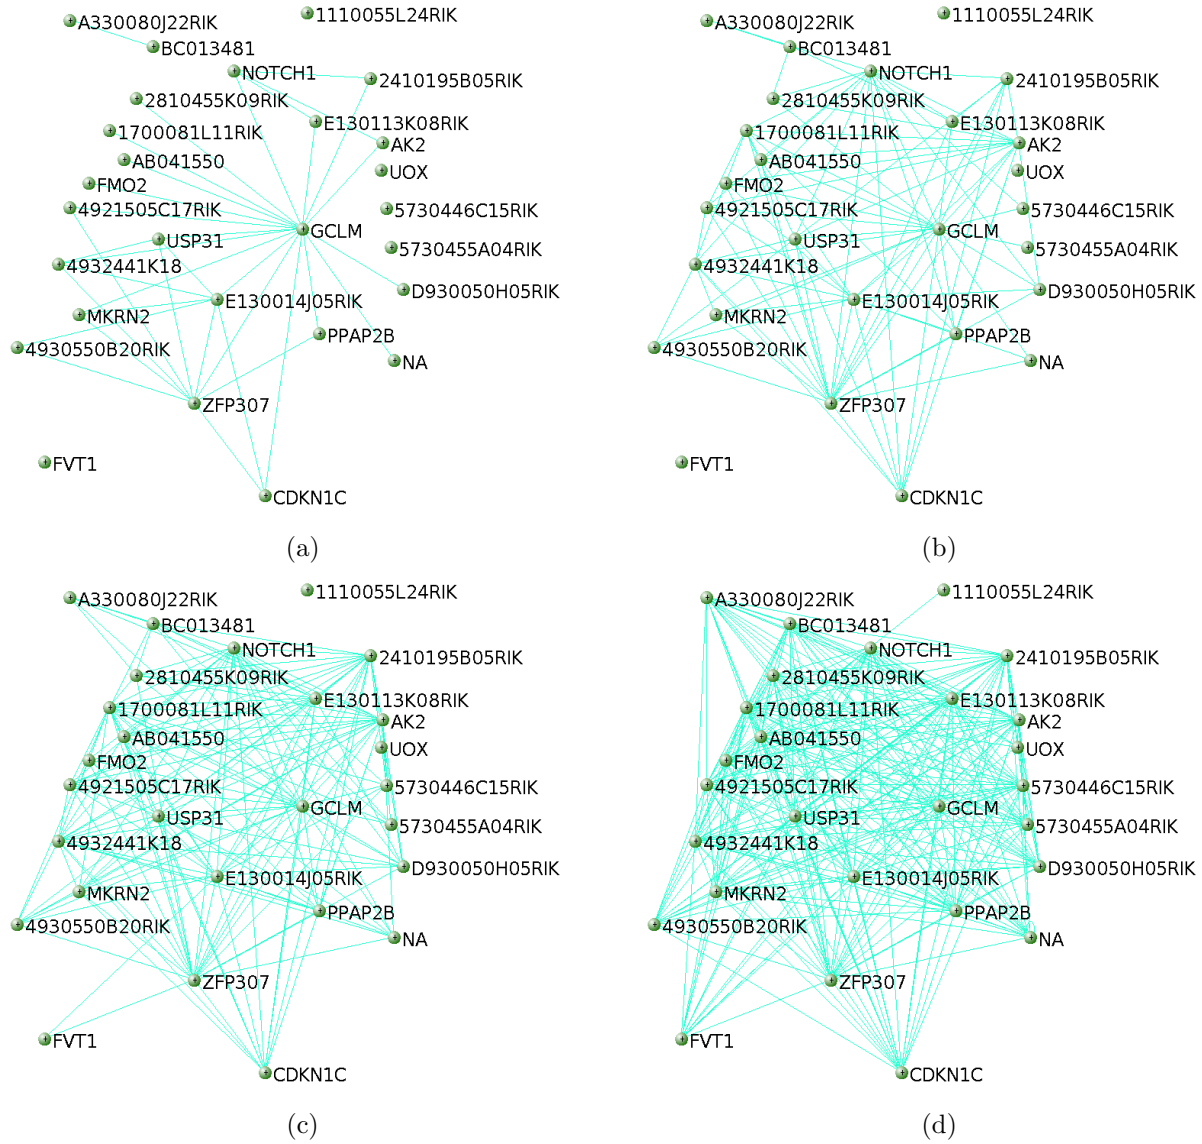 A330080J22RIK
1110055L24RIK
BC013481
NOTCH1
2410195B05RIK
2810455K09RIK
E130113K08RIK
1700081L11RIK
AK2
AB041550
UOX
FMO2
4921505C17RIK
5730446C15RIK
GCLM
USP31
5730455A04RIK
4932441K18
D930050H05RIK
E130014J05RIK
MKRN2
PPAP2B
4930550B20RIK
NA
ZFP307
FVT1
CDKN1C
(a)
A330080J22RIK
1110055L24RIK
BC013481
NOTCH1
2410195B05RIK
2810455K09RIK
E130113K08RIK
1700081L11RIK
AK2
AB041550
UOX
FMO2
4921505C17RIK
5730446C15RIK
GCLM
USP31
5730455A04RIK
4932441K18
D930050H05RIK
E130014J05RIK
MKRN2
PPAP2B
4930550B20RIK
NA
ZFP307
FVT1
CDKN1C
(b)
A330080J22RIK
1110055L24RIK
BC013481
NOTCH1
2410195B05RIK
2810455K09RIK
E130113K08RIK
1700081L11RIK
AK2
AB041550
UOX
FMO2
4921505C17RIK
5730446C15RIK
GCLM
USP31
5730455A04RIK
4932441K18
D930050H05RIK
E130014J05RIK
MKRN2
PPAP2B
4930550B20RIK
NA
ZFP307
FVT1
CDKN1C
(c)
A330080J22RIK
1110055L24RIK
BC013481
NOTCH1
2410195B05RIK
2810455K09RIK
E130113K08RIK
1700081L11RIK
AK2
AB041550
UOX
FMO2
4921505C17RIK
5730446C15RIK
GCLM
USP31
5730455A04RIK
4932441K18
D930050H05RIK
E130014J05RIK
MKRN2
PPAP2B
4930550B20RIK
NA
ZFP307
FVT1
CDKN1C
(d)